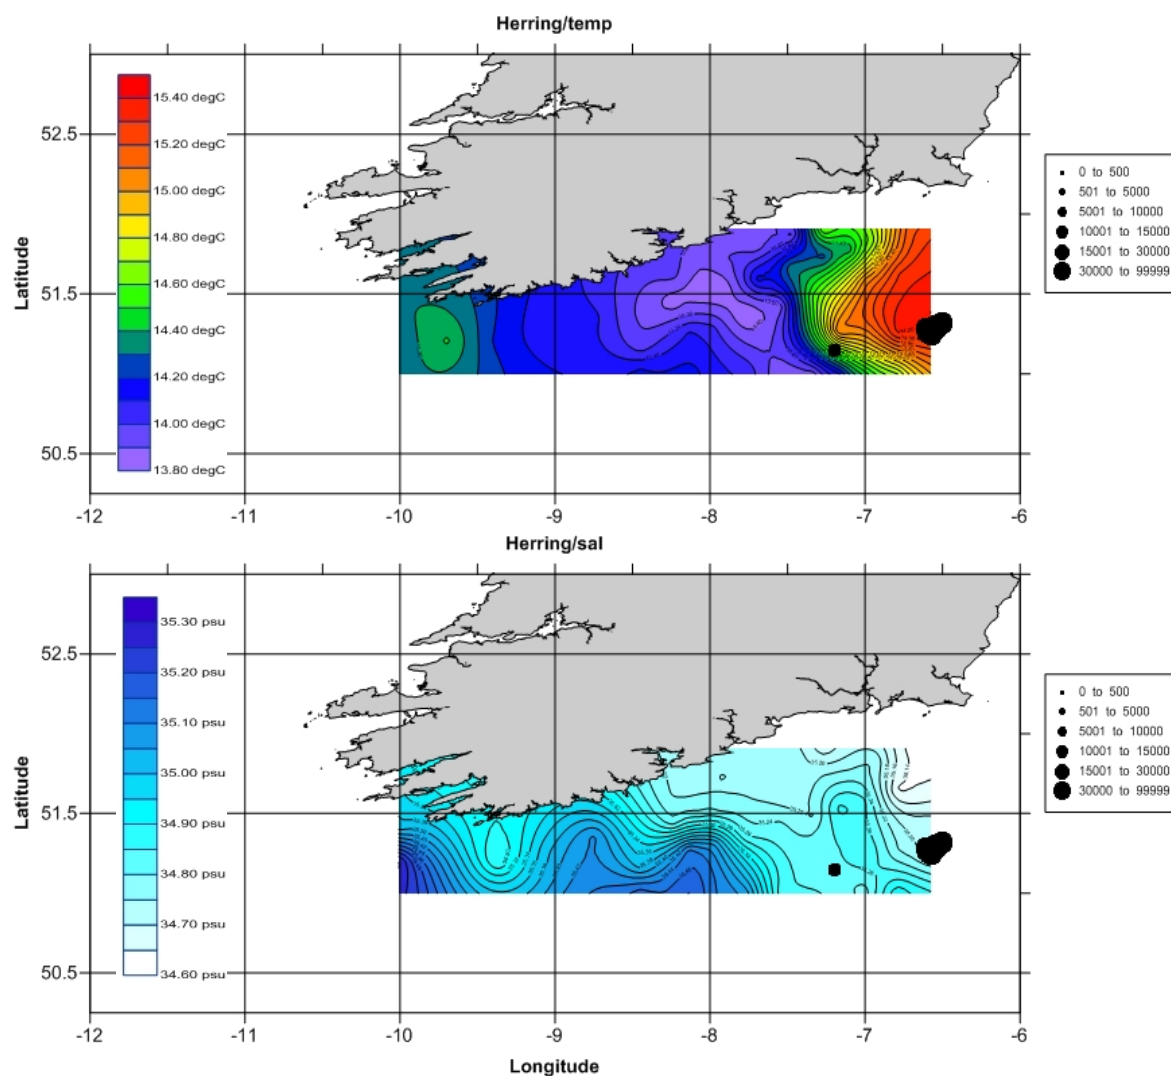 Herring/temp
15.40 degC
15.20 degC
15.00 degC
14.80 degC
14.60 degC
14.40 degC
14.20 degC
14.00 degC
13.80 degC
Latitude
52.5
51.5
50.5
-12 -11 -10 -9 -8 -7 -6
0 to 500
501 to 5000
5001 to 10000
10001 to 15000
15001 to 30000
30000 to 99999
Herring/sal
35.30 psu
35.20 psu
35.10 psu
35.00 psu
34.90 psu
34.80 psu
34.70 psu
34.60 psu
Latitude
52.5
51.5
50.5
-12 -11 -10 -9 -8 -7 -6
Longitude
0 to 500
501 to 5000
5001 to 10000
10001 to 15000
15001 to 30000
30000 to 99999